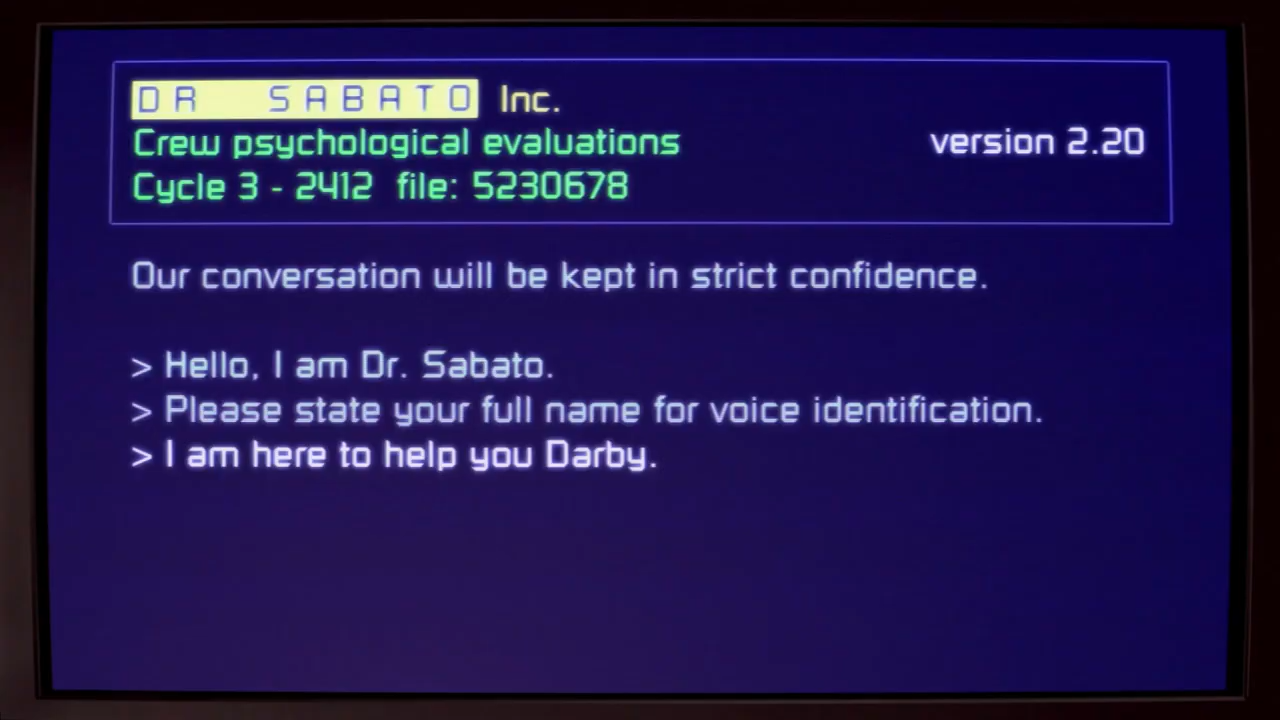 DR SABATO Inc.
Crew psychological evaluations version 2.20
Cycle 3 - 2412 file: 5230678
Our conversation will be kept in strict confidence.
> Hello, I am Dr. Sabato.
> Please state your full name for voice identification.
> I am here to help you Darby.